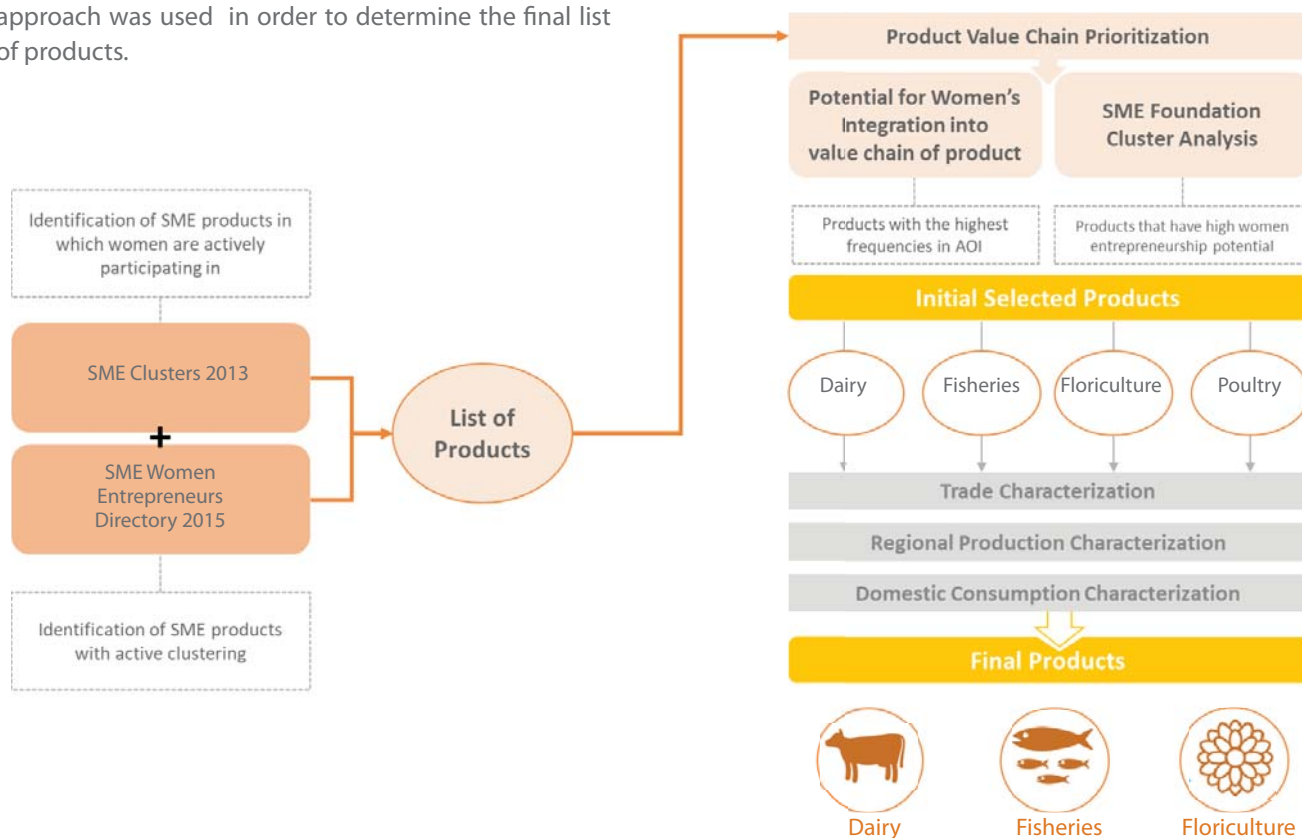 approach was used in order to determine the final list
of products.
Identification of SME products in
which women are actively
participating in
SME Clusters 2013
+
SME Women
Entrepreneurs
Directory 2015
Identification of SME products
with active clustering
List of
Products
Product Value Chain Prioritization
Potential for Women's
Integration into
value chain of product
SME Foundation
Cluster Analysis
Products with the highest
frequencies in AOI
Products that have high women
entrepreneurship potential
Initial Selected Products
Dairy
Fisheries
Floriculture
Poultry
Trade Characterization
Regional Production Characterization
Domestic Consumption Characterization
Final Products
Dairy
Fisheries
Floriculture